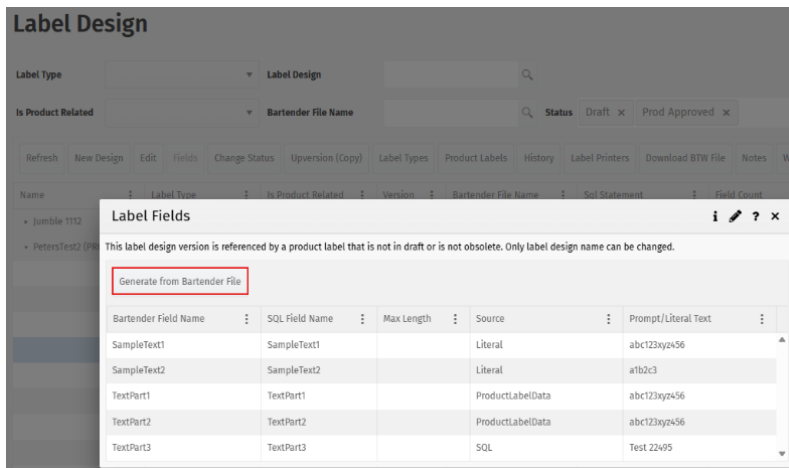 Label Design
Label Type Label Design
Is Product Related Bartender File Name Status Draft × Prod Approved ×
Refresh New Design Edit Fields Change Status Upversion (Copy) Label Types Product Labels History Label Printers Download BTW File Notes W
Name Label Type Is Product Related Version Bartender File Name Sql Statement Field Count
Jumble 1112
PetersTest2 (PR
Label Fields
This label design version is referenced by a product label that is not in draft or is not obsolete. Only label design name can be changed.
Generate from Bartender File
Bartender Field Name SQL Field Name Max Length Source Prompt/Literal Text
SampleText1 SampleText1 Literal abc123xyz456
SampleText2 SampleText2 Literal a1b2c3
TextPart1 TextPart1 ProductLabelData abc123xyz456
TextPart2 TextPart2 ProductLabelData abc123xyz456
TextPart3 TextPart3 SQL Test 22495